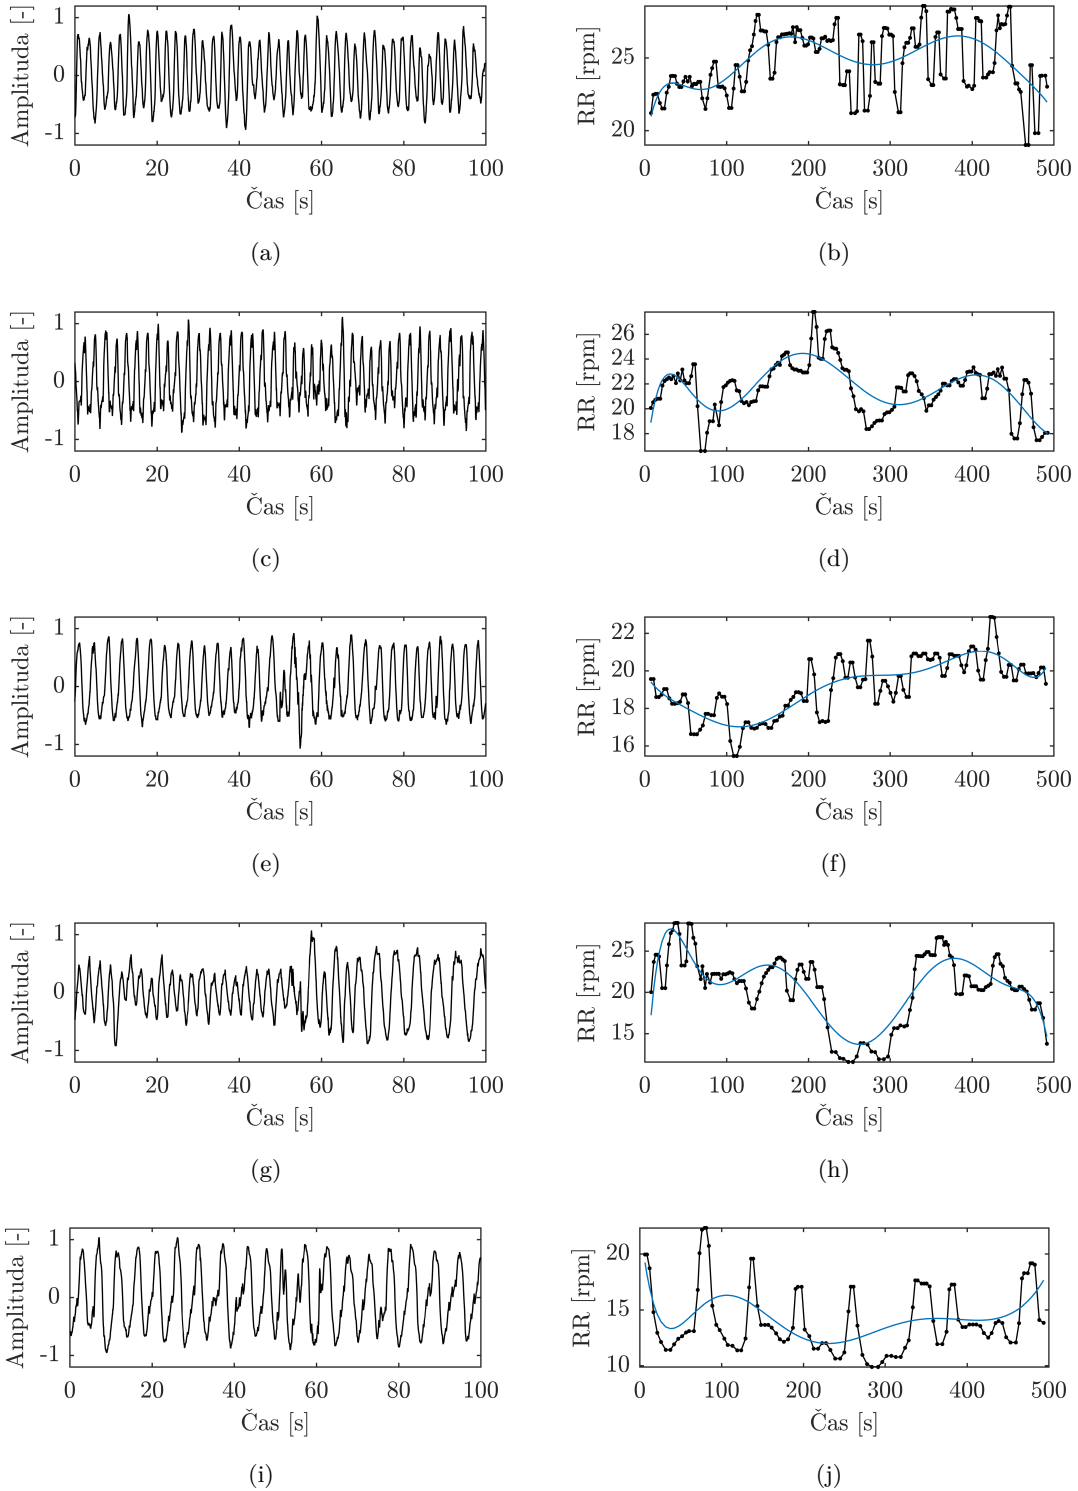 Amplituda [-]
1
0
-1
0 20 40 60 80 100
Čas [s]
(a)
RR [rpm]
25
20
0 100 200 300 400 500
Čas [s]
(b)
Amplituda [-]
1
0
-1
0 20 40 60 80 100
Čas [s]
(c)
RR [rpm]
26
24
22
20
18
0 100 200 300 400 500
Čas [s]
(d)
Amplituda [-]
1
0
-1
0 20 40 60 80 100
Čas [s]
(e)
RR [rpm]
22
20
18
16
0 100 200 300 400 500
Čas [s]
(f)
Amplituda [-]
1
0
-1
0 20 40 60 80 100
Čas [s]
(g)
RR [rpm]
25
20
15
0 100 200 300 400 500
Čas [s]
(h)
Amplituda [-]
1
0
-1
0 20 40 60 80 100
Čas [s]
(i)
RR [rpm]
20
15
10
0 100 200 300 400 500
Čas [s]
(j)